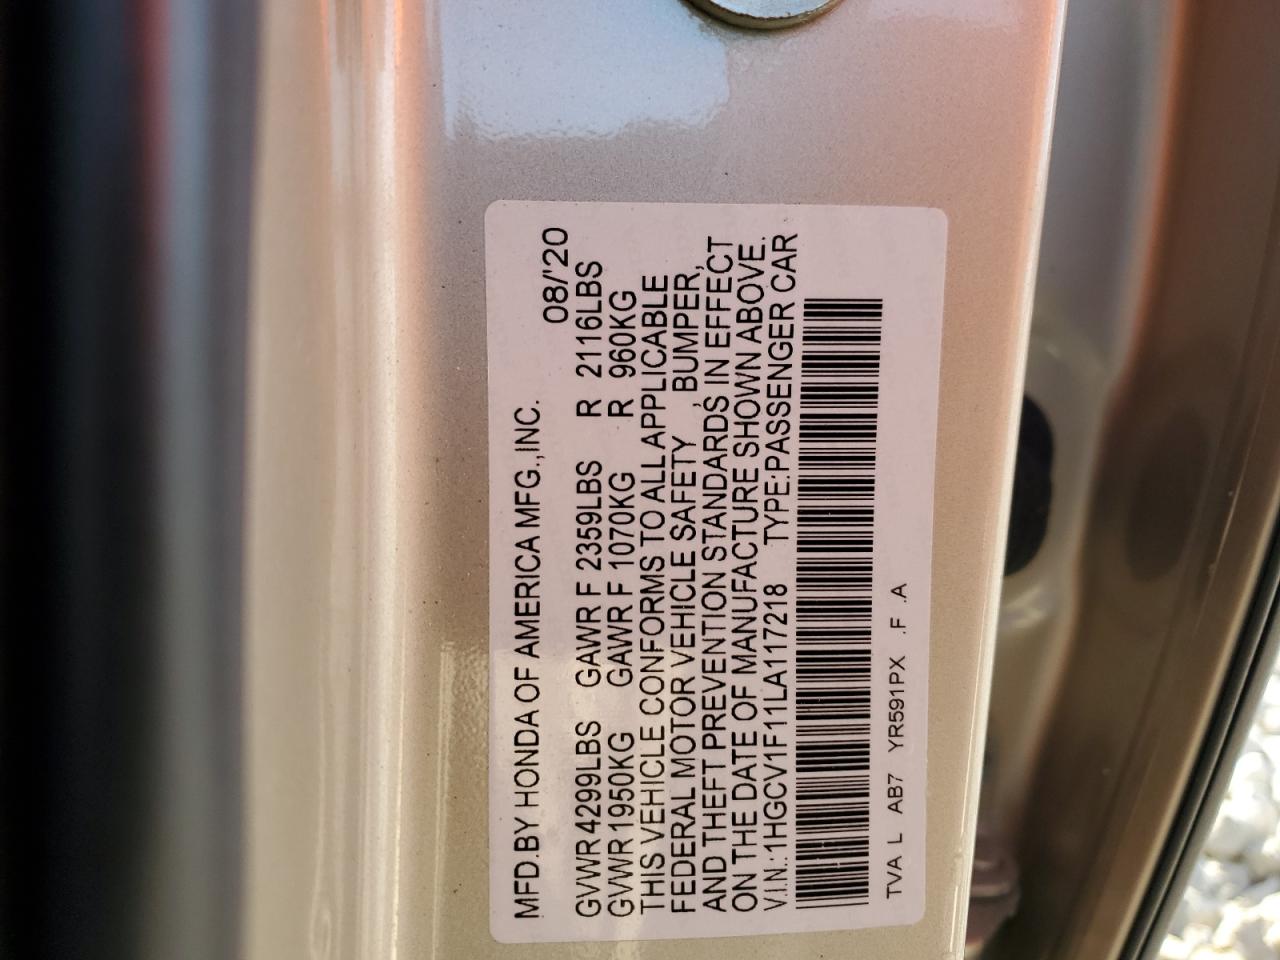 MFD.BY HONDA OF AMERICA MFG.,INC.
08/'20
GVWR 4299LBS GAWR F 2359LBS R 2116LBS
GVWR 1950KG GAWR F 1070KG R 960KG
THIS VEHICLE CONFORMS TO ALL APPLICABLE
FEDERAL MOTOR VEHICLE SAFETY, BUMPER,
AND THEFT PREVENTION STANDARDS IN EFFECT
ON THE DATE OF MANUFACTURE SHOWN ABOVE.
V.I.N.:1HGCV1F11LA117218 TYPE:PASSENGER CAR
TVA L AB7 YR591PX .F .A